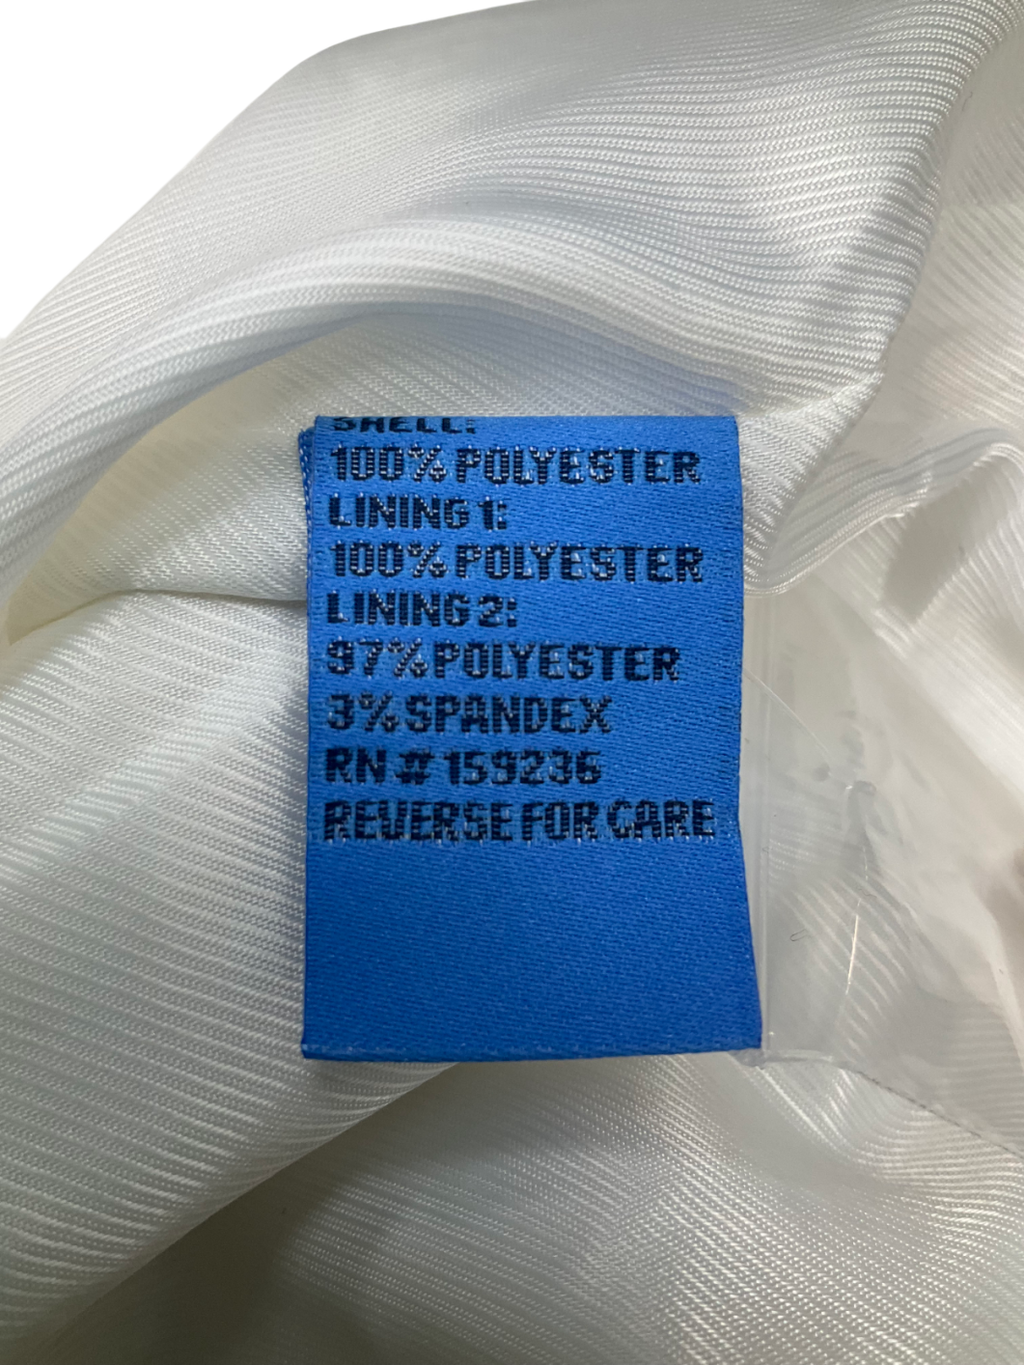 SHELL:
100% POLYESTER
LINING 1:
100% POLYESTER
LINING 2:
97% POLYESTER
3% SPANDEX
RN # 159236
REVERSE FOR CARE